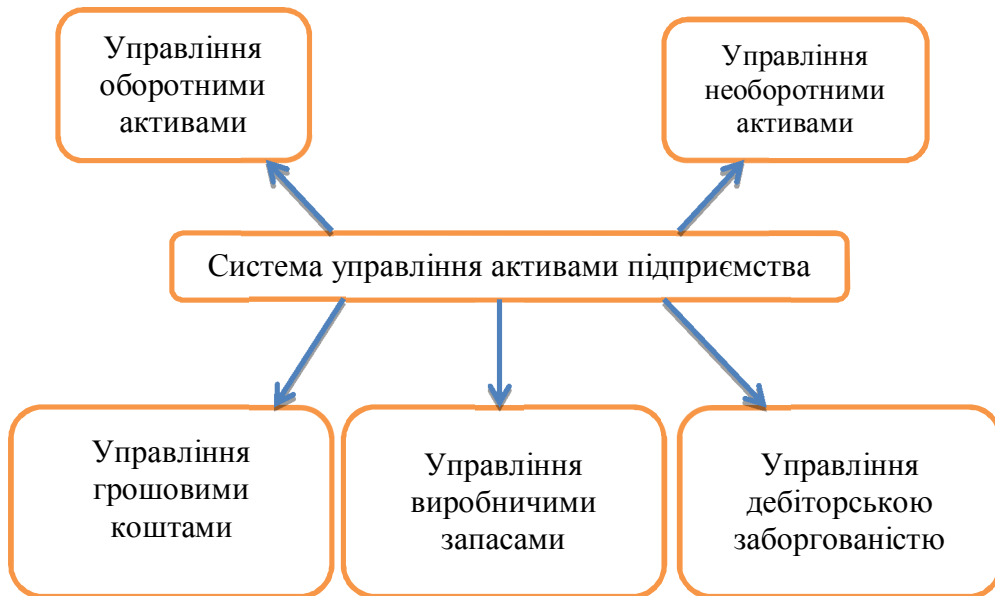 Управління
оборотними
активами
Управління
необоротними
активами
Система управління активами підприємства
Управління
грошовими
коштами
Управління
виробничими
запасами
Управління
дебіторською
заборгованістю